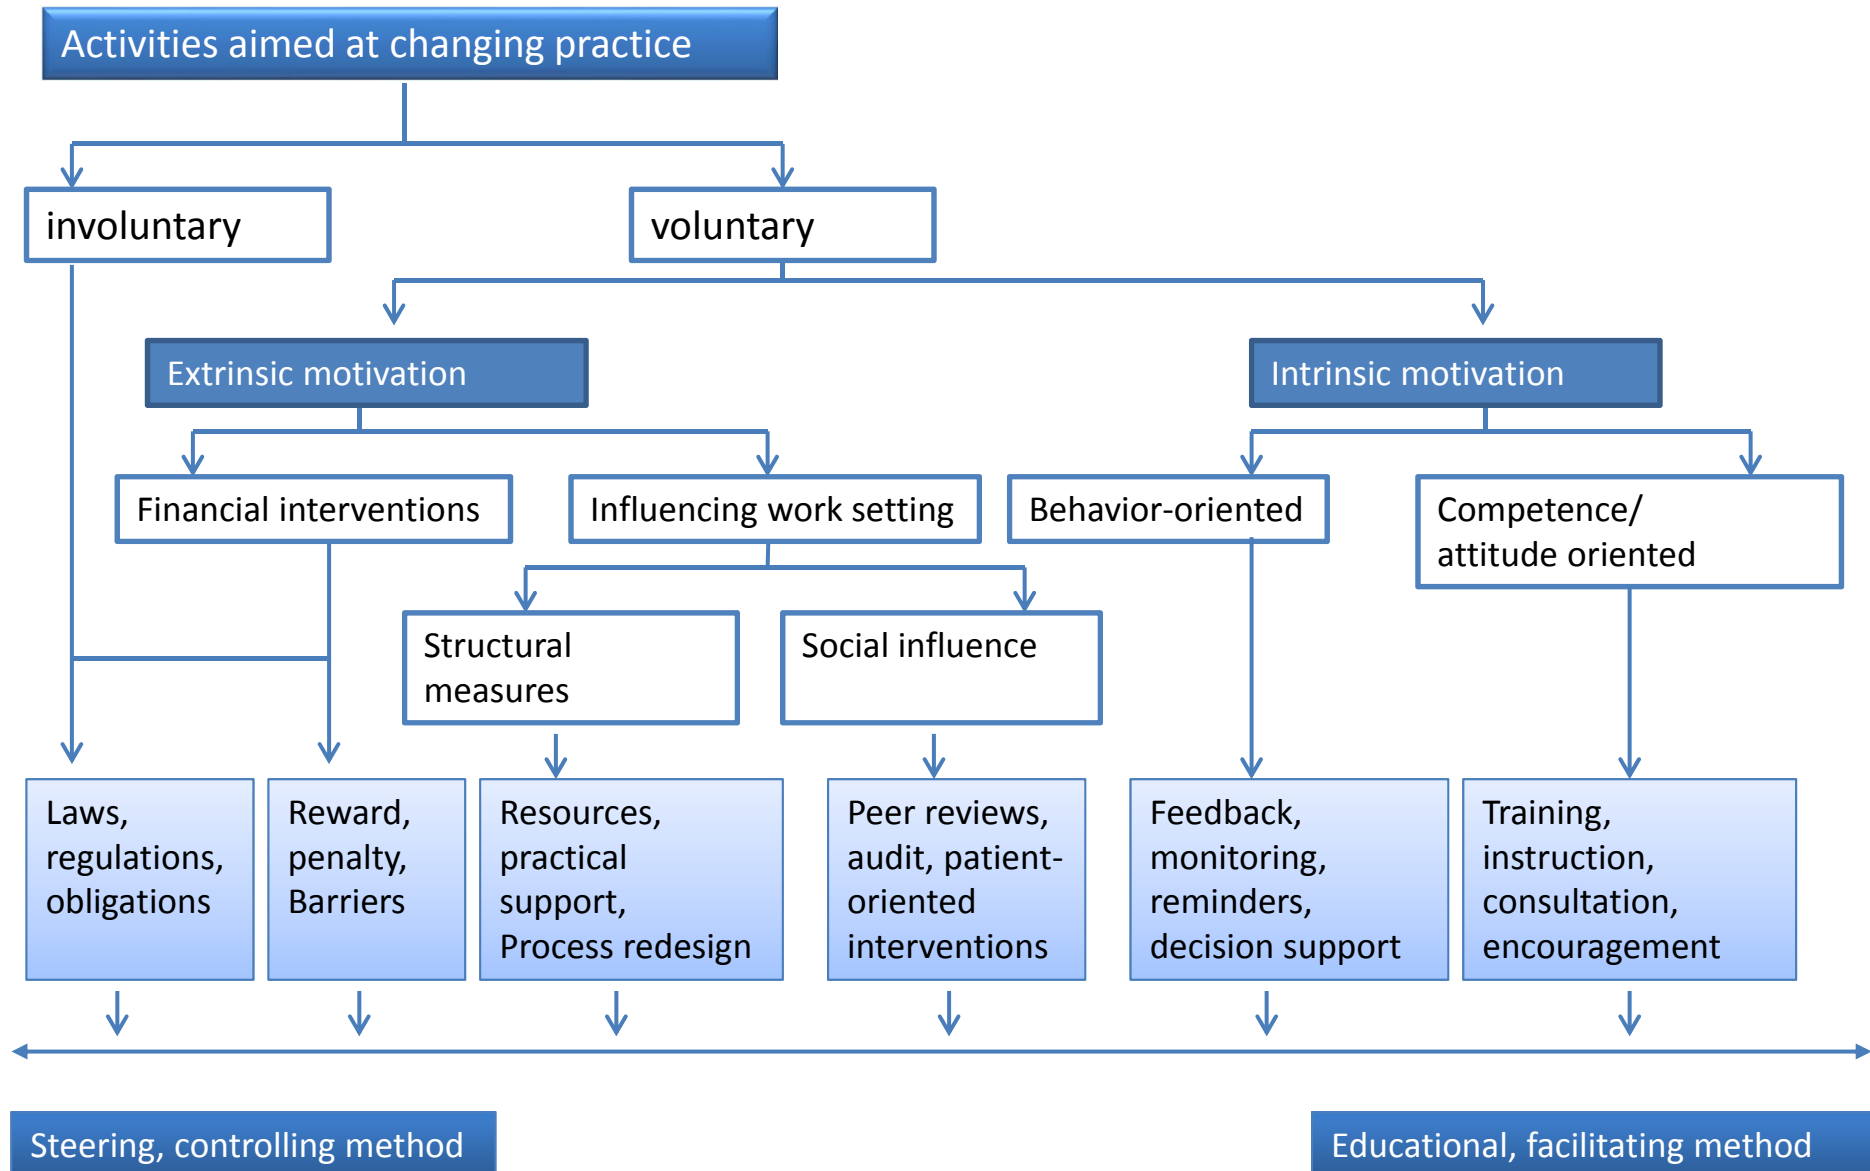 Activities aimed at changing practice
involuntary
voluntary
Extrinsic motivation
Intrinsic motivation
Financial interventions
Influencing work setting
Behavior-oriented
Competence/
attitude oriented
Structural
measures
Social influence
Laws,
regulations,
obligations
Reward,
penalty,
Barriers
Resources,
practical
support,
Process redesign
Peer reviews,
audit, patient-
oriented
interventions
Feedback,
monitoring,
reminders,
decision support
Training,
instruction,
consultation,
encouragement
Steering, controlling method
Educational, facilitating method